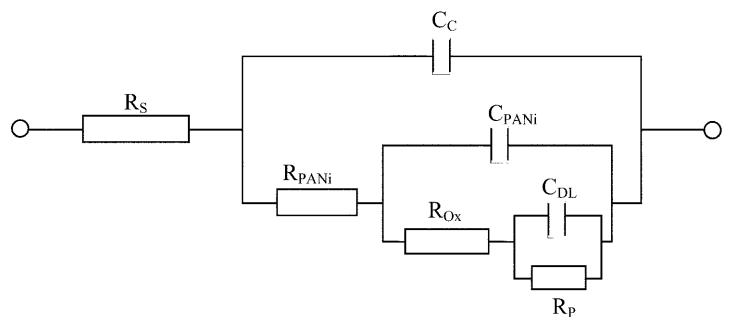 C_C
R_S
C_PANi
R_PANi
C_DL
R_Ox
R_P